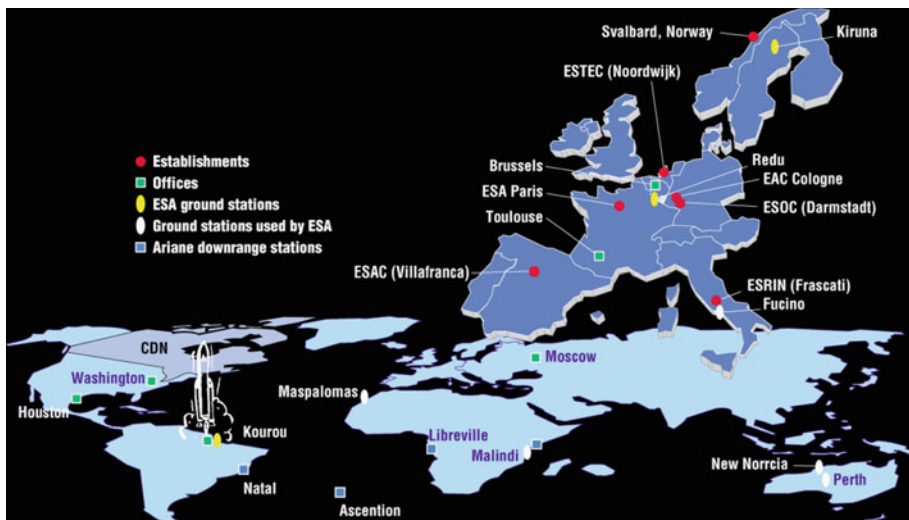 Svalbard, Norway
Kiruna
ESTEC (Noordwijk)
Establishments
Offices
ESA ground stations
Ground stations used by ESA
Ariane downrange stations
Brussels
Redu
EAC Cologne
ESA Paris
ESOC (Darmstadt)
Toulouse
ESAC (Villafranca)
ESRIN (Frascati)
Fucino
CDN
Moscow
Washington
Houston
Maspalomas
Kourou
Libreville
Malindi
New Norrcia
Perth
Natal
Ascention